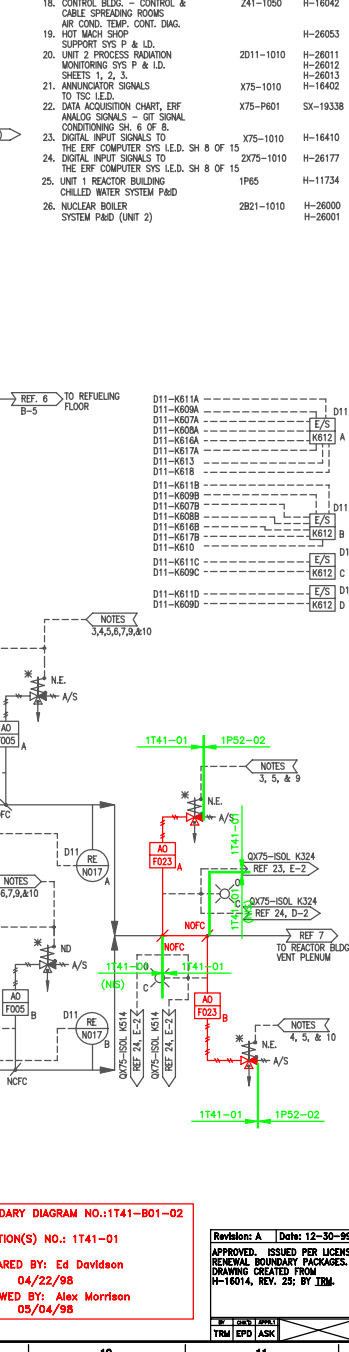 18. CONTROL BLDG. - CONTROL & Z41-1050 H-16042
CABLE SPREADING ROOMS
AIR COND. TEMP. CONT. DIAG.
19. HOT MACH SHOP H-26053
SUPPORT SYS P & I.D.
20. UNIT 2 PROCESS RADIATION 2D11-1010 H-26011
MONITORING SYS P & I.D. H-26012
SHEETS 1, 2, 3. H-26013
21. ANNUNCIATOR SIGNALS X75-1010 H-16402
TO TSC I.E.D.
22. DATA ACQUISITION CHART, ERF X75-P601 SX-19338
ANALOG SIGNALS - GIT SIGNAL
CONDITIONING SH. 6 OF 8.
23. DIGITAL INPUT SIGNALS TO X75-1010 H-16410
THE ERF COMPUTER SYS I.E.D. SH 8 OF 15
24. DIGITAL INPUT SIGNALS TO 2X75-1010 H-26177
THE ERF COMPUTER SYS I.E.D. SH 8 OF 15
25. UNIT 1 REACTOR BUILDING 1P65 H-11734
CHILLED WATER SYSTEM P&ID
26. NUCLEAR BOILER 2B21-1010 H-26000
SYSTEM P&ID (UNIT 2) H-26001
REF. 6 TO REFUELING
B-5 FLOOR
D11-K611A
D11-K609A
D11-K607A D11
D11-K608A E/S
D11-K616A K612 A
D11-K617A
D11-K613
D11-K618
D11-K611B
D11-K609B
D11-K607B D11
D11-K608B E/S
D11-K616B
D11-K617B K612 B
D11-K610
D11-K611C E/S
D11-K609C K612 C
D11-K611D E/S
D11-K609D K612 D
NOTES
3,4,5,6,7,9,&10
N.E.
A/S
AO
F005 A
1T41-01 1P52-02
NOTES
3, 5, & 9
N.E.
A/S
1T41-01
D11 RE
N017 A
AO
F023 A
QX75-ISOL K324
REF 23, E-2
NOTES
6,7,9,&10
O
C
QX75-ISOL K324
REF 24, D-2
NOFC
REF 7
TO REACTOR BLDG
VENT PLENUM
NOFC
ND
A/S
1T41-01
(NIS)
C
AO
F005 B
D11 RE
N017 B
AO
F023 B
QX75-ISOL K514
REF 24, E-2
QX75-ISOL K514
REF 24, E-2
NOTES
4, 5, & 10
N.E.
A/S
NCFC
1T41-01 1P52-02
DARY DIAGRAM NO.:1T41-B01-02
TION(S) NO.: 1T41-01
ARED BY: Ed Davidson
04/22/98
WED BY: Alex Morrison
05/04/98
Revision: A Date: 12-30-99
APPROVED. ISSUED PER LICENS
RENEWAL BOUNDARY PACKAGES.
DRAWING CREATED FROM
H-16014, REV. 25; BY TRM.
BY CHK'D APPR.1
TRM EPD ASK
11